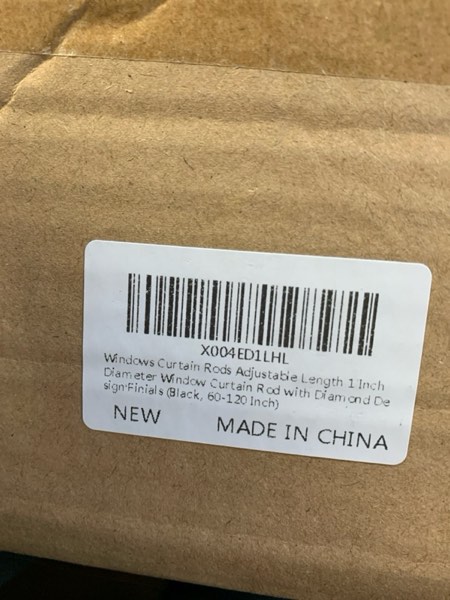 X004ED1LHL
Windows Curtain Rods Adjustable Length 1 Inch
Diameter Window Curtain Rod with Diamond De
sign Finials (Black, 60-120 Inch)
NEW
MADE IN CHINA